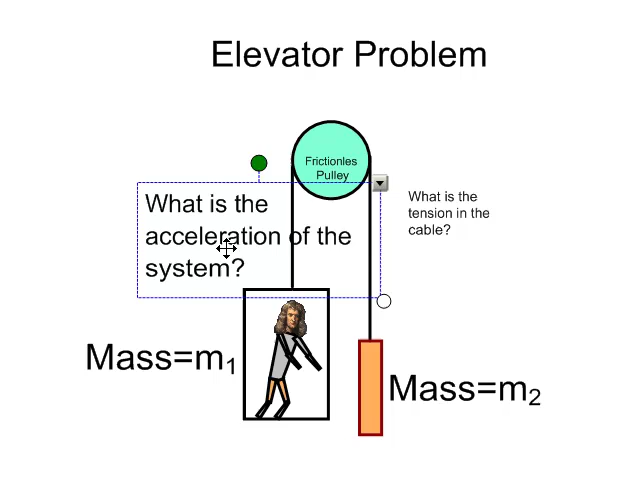 Elevator Problem
Frictionles
Pulley
What is the
acceleration of the
system?
What is the
tension in the
cable?
Mass=m₁
Mass=m₂